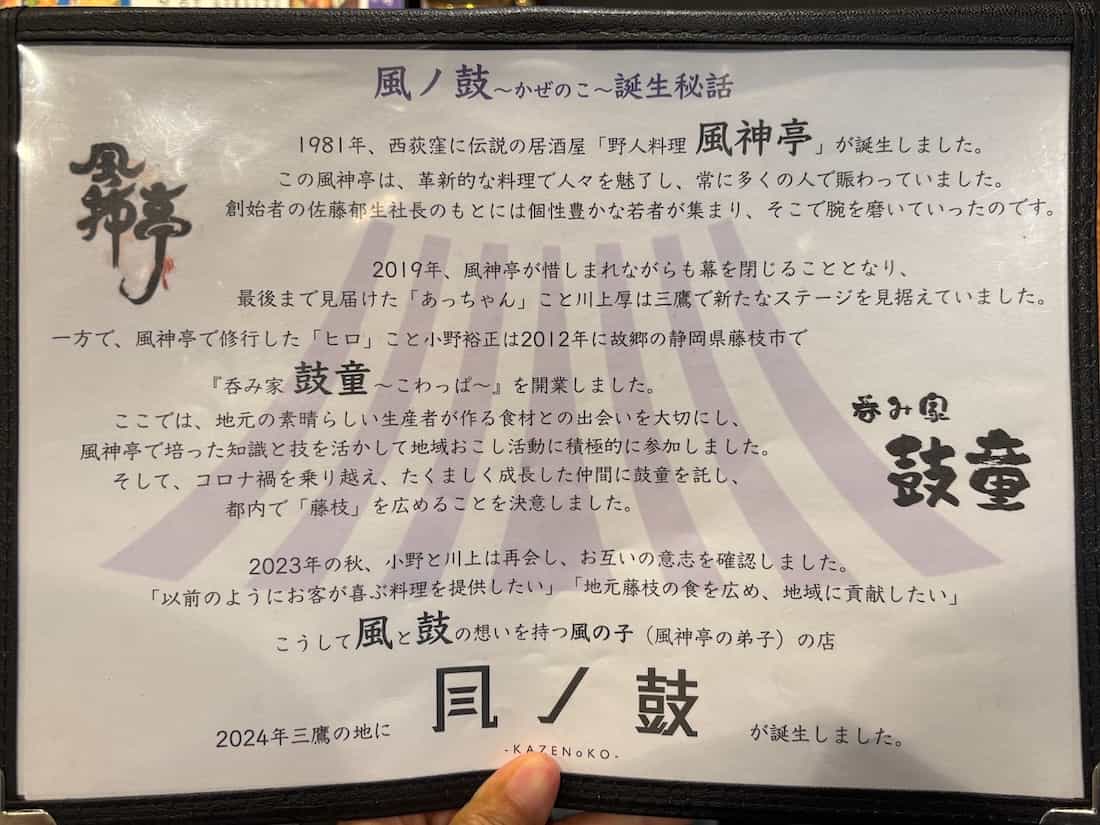 風ノ鼓～かぜのこ～誕生秘話
1981年、西荻窪に伝説の居酒屋「野人料理 風神亭」が誕生しました。
この風神亭は、革新的な料理で人々を魅了し、常に多くの人で賑わっていました。
創始者の佐藤郁生社長のもとには個性豊かな若者が集まり、そこで腕を磨いていったのです。
風神亭
2019年、風神亭が惜しまれながらも幕を閉じることとなり、
最後まで見届けた「あっちゃん」こと川上厚は三鷹で新たなステージを見据えていました。
一方で、風神亭で修行した「ヒロ」こと小野裕正は2012年に故郷の静岡県藤枝市で
『呑み家 鼓童～こわっぱ～』を開業しました。
ここでは、地元の素晴らしい生産者が作る食材との出会いを大切にし、
風神亭で培った知識と技を活かして地域おこし活動に積極的に参加しました。
そして、コロナ禍を乗り越え、たくましく成長した仲間に鼓童を託し、
都内で「藤枝」を広めることを決意しました。
呑み家
鼓童
2023年の秋、小野と川上は再会し、お互いの意志を確認しました。
「以前のようにお客が喜ぶ料理を提供したい」「地元藤枝の食を広め、地域に貢献したい」
こうして風と鼓の想いを持つ風の子（風神亭の弟子）の店
2024年三鷹の地に 風ノ鼓 が誕生しました。
-KAZENoKO-